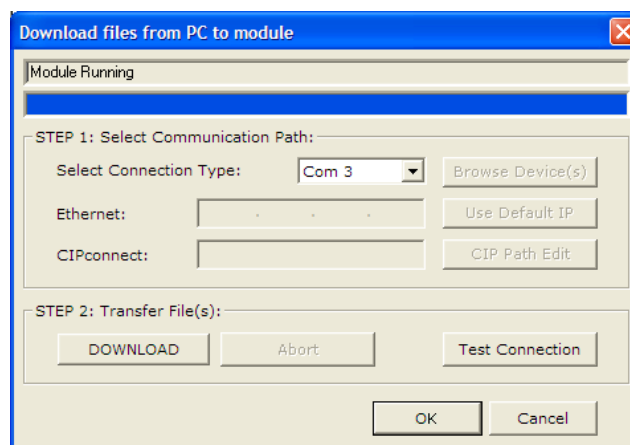 Download files from PC to module
Module Running
STEP 1: Select Communication Path:
Select Connection Type: Com 3 Browse Device(s)
Ethernet: . . . Use Default IP
CIPconnect: CIP Path Edit
STEP 2: Transfer File(s):
DOWNLOAD Abort Test Connection
OK Cancel